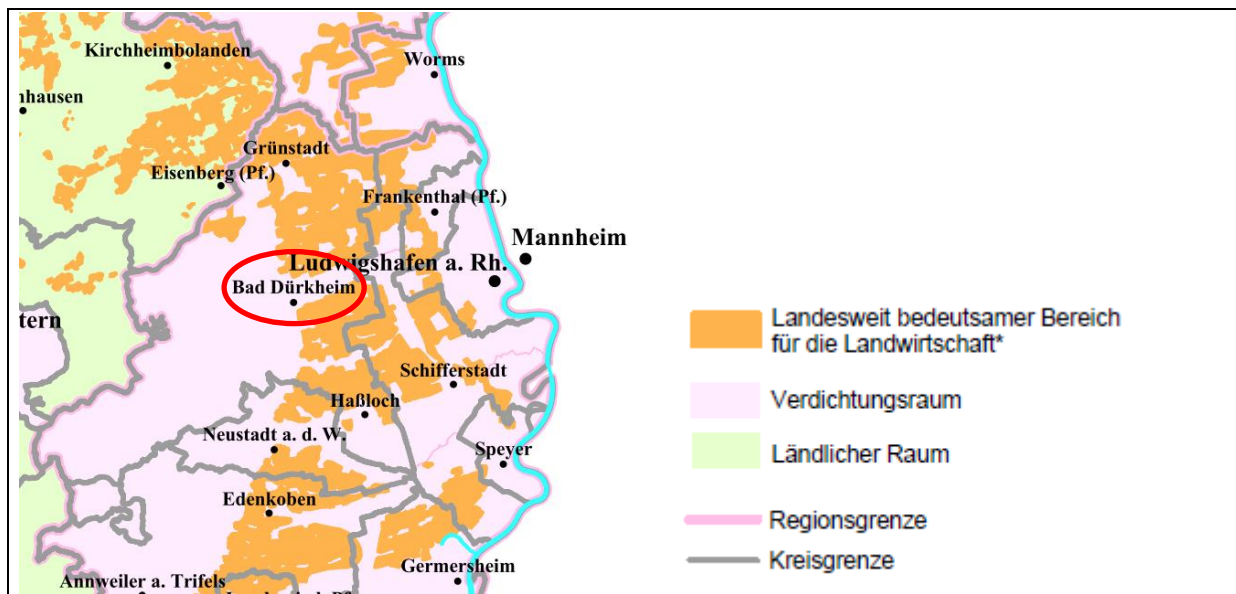 Kirchheimbolanden
Worms
nhausen
Grünstadt
Eisenberg (Pf.)
Frankenthal (Pf.)
Mannheim
Ludwigshafen a. Rh.
Bad Dürkheim
tern
Schifferstadt
Haßloch
Neustadt a. d. W.
Speyer
Edenkoben
Germersheim
Annweiler a. Trifels
Landesweit bedeutsamer Bereich
für die Landwirtschaft*
Verdichtungsraum
Ländlicher Raum
Regionsgrenze
Kreisgrenze